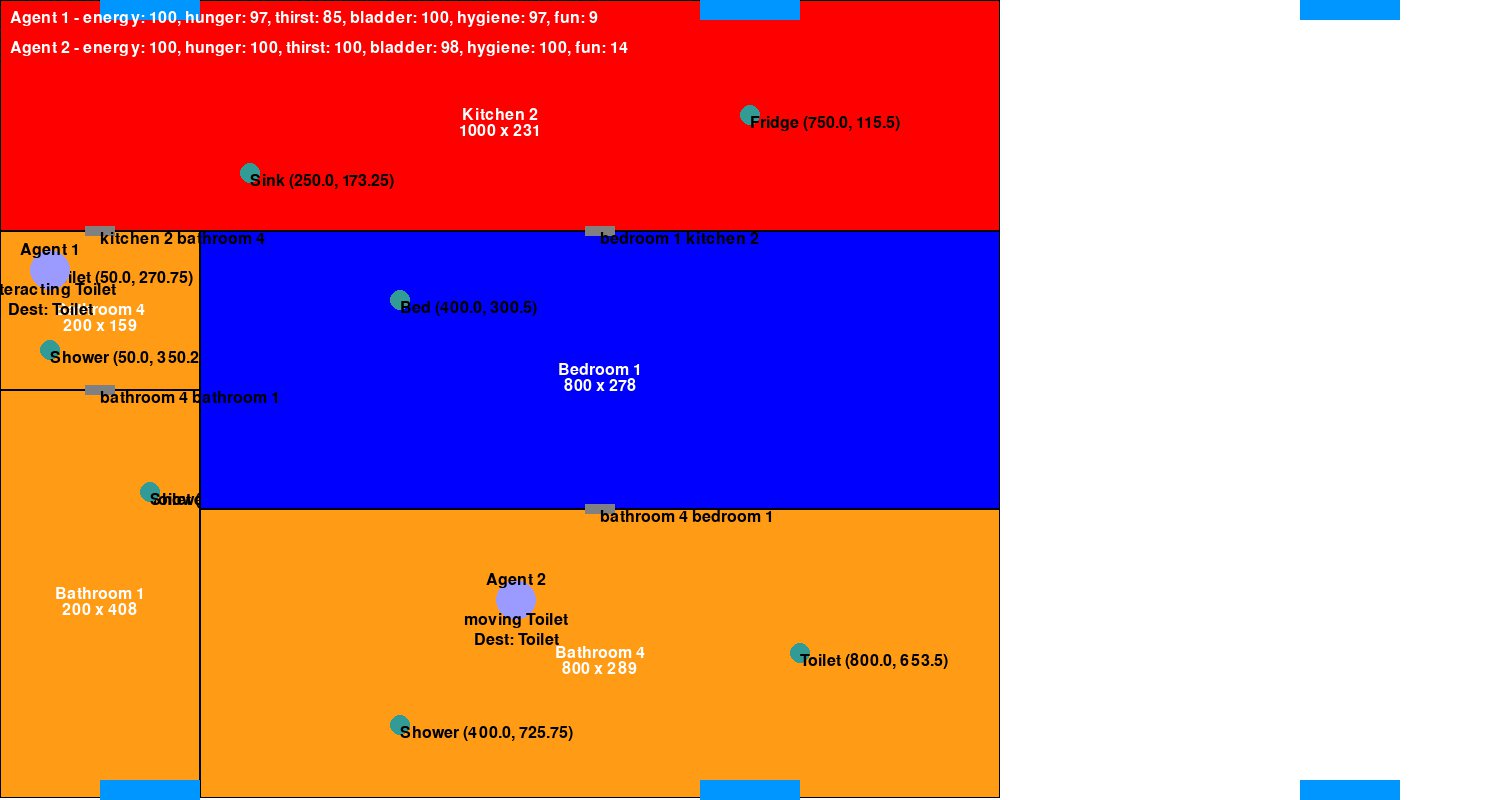 Agent 1 - energy: 100, hunger: 97, thirst: 85, bladder: 100, hygiene: 97, fun: 9
Agent 2 - energy: 100, hunger: 100, thirst: 100, bladder: 98, hygiene: 100, fun: 14
Kitchen 2
1000 x 231
Fridge (750.0, 115.5)
Sink (250.0, 173.25)
kitchen 2 bathroom 4
bedroom 1 kitchen 2
Agent 1
ilet (50.0, 270.75)
teracting Toilet
Dest: Toilet
room 4
200 x 159
Bed (400.0, 300.5)
Shower (50.0, 350.2
Bedroom 1
800 x 278
bathroom 4 bathroom 1
bathroom 4 bedroom 1
Agent 2
moving Toilet
Dest: Toilet
Bathroom 1
200 x 408
Bathroom 4
800 x 289
Toilet (800.0, 653.5)
Shower (400.0, 725.75)